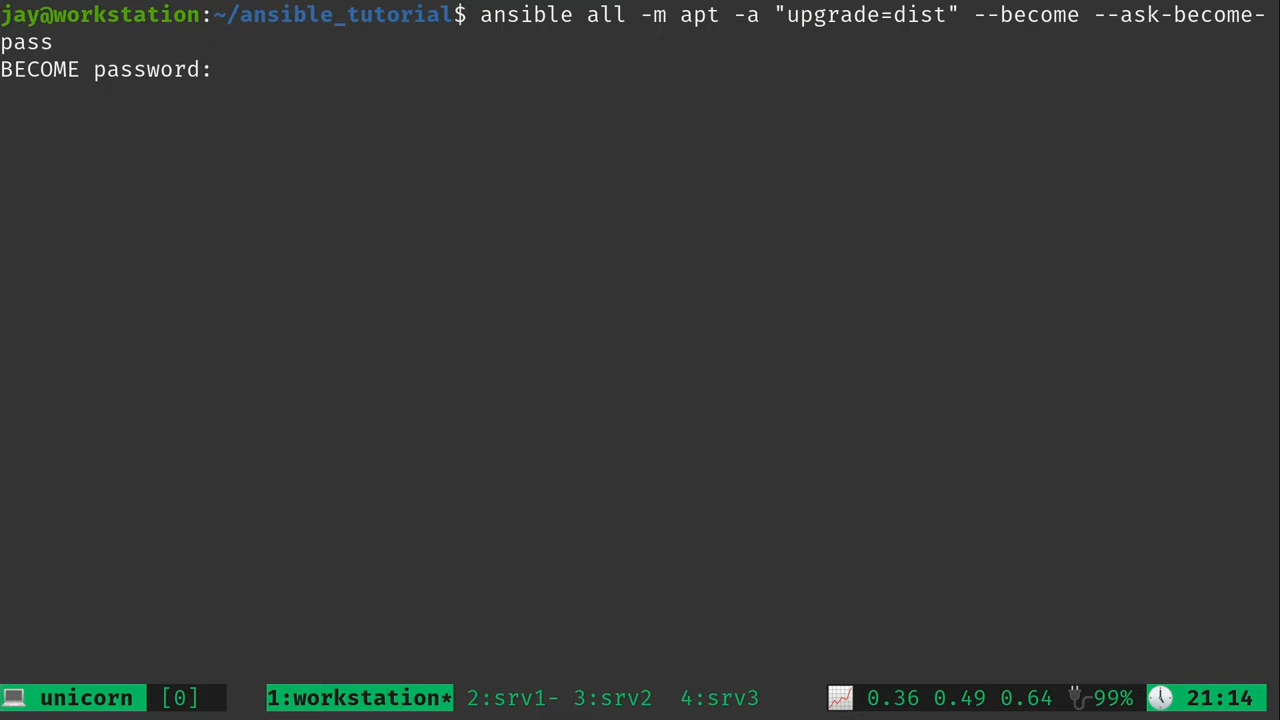 jay@workstation:~/ansible_tutorial$ ansible all -m apt -a "upgrade=dist" --become --ask-become-
pass
BECOME password:
unicorn [0] 1:workstation* 2:srv1- 3:srv2 4:srv3 0.36 0.49 0.64 99% 21:14